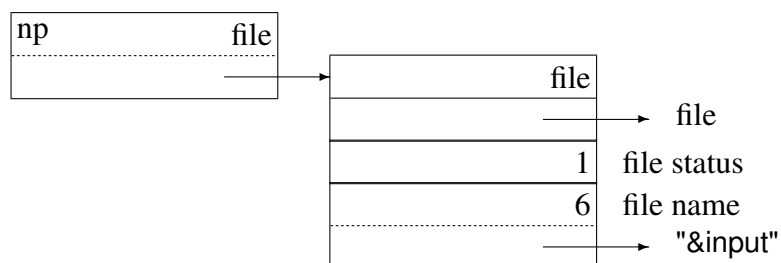 np file
file
file
1 file status
6 file name
"&input"